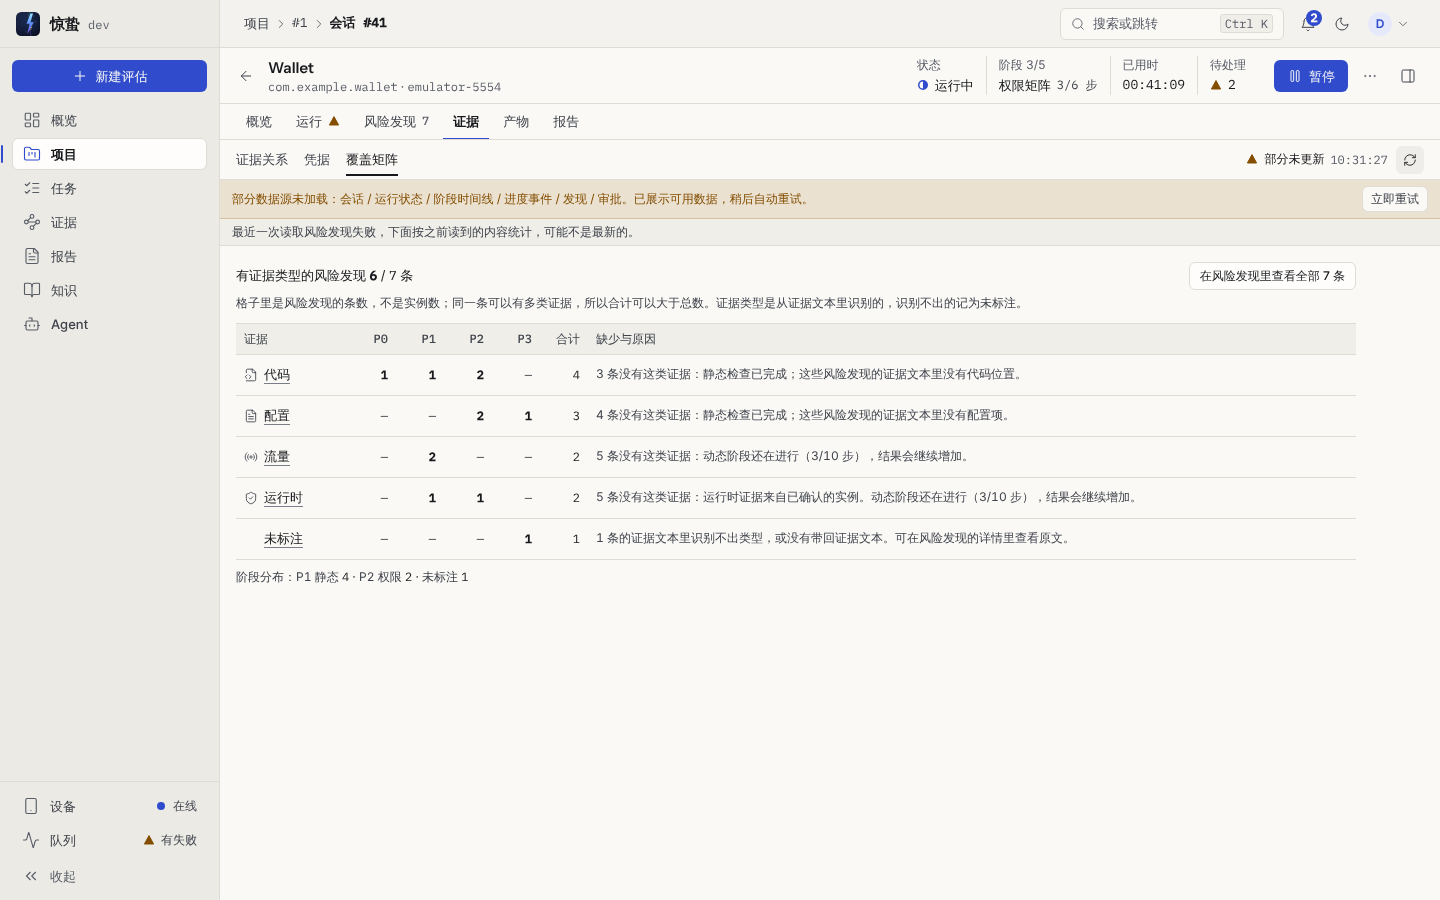 惊蛰 dev
项目 > #1 > 会话 #41
搜索或跳转 Ctrl K
2
D
新建评估
概览
项目
任务
证据
报告
知识
Agent
设备 在线
队列 有失败
收起
Wallet
com.example.wallet · emulator-5554
状态
运行中
阶段 3/5
权限矩阵 3/6 步
已用时
00:41:09
待处理
2
暂停
概览 运行 风险发现 7 证据 产物 报告
证据关系 凭据 覆盖矩阵
部分未更新 10:31:27
部分数据源未加载：会话 / 运行状态 / 阶段时间线 / 进度事件 / 发现 / 审批。已展示可用数据，稍后自动重试。
立即重试
最近一次读取风险发现失败，下面按之前读到的内容统计，可能不是最新的。
有证据类型的风险发现 6 / 7 条
在风险发现里查看全部 7 条
格子里是风险发现的条数，不是实例数；同一条可以有多类证据，所以合计可以大于总数。证据类型是从证据文本里识别的，识别不出的记为未标注。
证据 P0 P1 P2 P3 合计 缺少与原因
代码 1 1 2 – 4 3 条没有这类证据：静态检查已完成；这些风险发现的证据文本里没有代码位置。
配置 – – 2 1 3 4 条没有这类证据：静态检查已完成；这些风险发现的证据文本里没有配置项。
流量 – 2 – – 2 5 条没有这类证据：动态阶段还在进行（3/10 步），结果会继续增加。
运行时 – 1 1 – 2 5 条没有这类证据：运行时证据来自已确认的实例。动态阶段还在进行（3/10 步），结果会继续增加。
未标注 – – – 1 1 1 条的证据文本里识别不出类型，或没有带回证据文本。可在风险发现的详情里查看原文。
阶段分布：P1 静态 4 · P2 权限 2 · 未标注 1